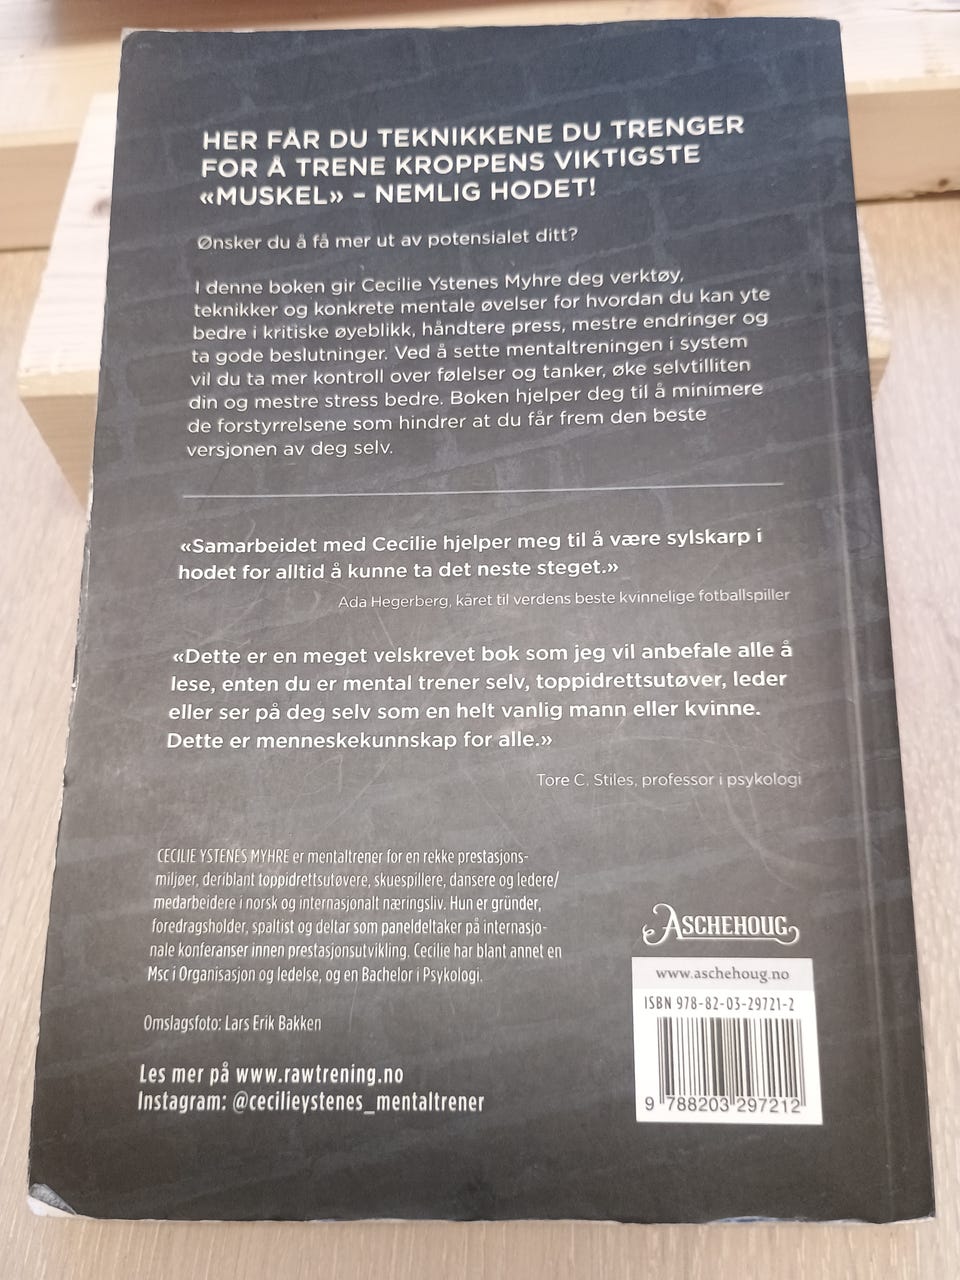 HER FÅR DU TEKNIKKENE DU TRENGER
FOR Å TRENE KROPPENS VIKTIGSTE
«MUSKEL» – NEMLIG HODET!
Ønsker du å få mer ut av potensialet ditt?
I denne boken gir Cecilie Ystenes Myhre deg verktøy,
teknikker og konkrete mentale øvelser for hvordan du kan yte
bedre i kritiske øyeblikk, håndtere press, mestre endringer og
ta gode beslutninger. Ved å sette mentaltreningen i system
vil du ta mer kontroll over følelser og tanker, øke selvtilliten
din og mestre stress bedre. Boken hjelper deg til å minimere
de forstyrrelsene som hindrer at du får frem den beste
versjonen av deg selv.
«Samarbeidet med Cecilie hjelper meg til å være sylskarp i
hodet for alltid å kunne ta det neste steget.»
Ada Hegerberg, kåret til verdens beste kvinnelige fotballspiller
«Dette er en meget velskrevet bok som jeg vil anbefale alle å
lese, enten du er mental trener selv, toppidrettsutøver, leder
eller ser på deg selv som en helt vanlig mann eller kvinne.
Dette er menneskekunnskap for alle.»
Tore C. Stiles, professor i psykologi
CECILIE YSTENES MYHRE er mentaltrener for en rekke prestasjons-
miljøer, deriblant toppidrettsutøvere, skuespillere, dansere og ledere/
medarbeidere i norsk og internasjonalt næringsliv. Hun er gründer,
foredragsholder, spaltist og deltar som paneldeltaker på internasjo-
nale konferanser innen prestasjonsutvikling. Cecilie har blant annet en
Msc i Organisasjon og ledelse, og en Bachelor i Psykologi.
Omslagsfoto: Lars Erik Bakken
Les mer på www.rawtrening.no
Instagram: @cecilieystenes_mentaltrener
ASCHEHOUG
www.aschehoug.no
ISBN 978-82-03-29721-2
9 788203 297212